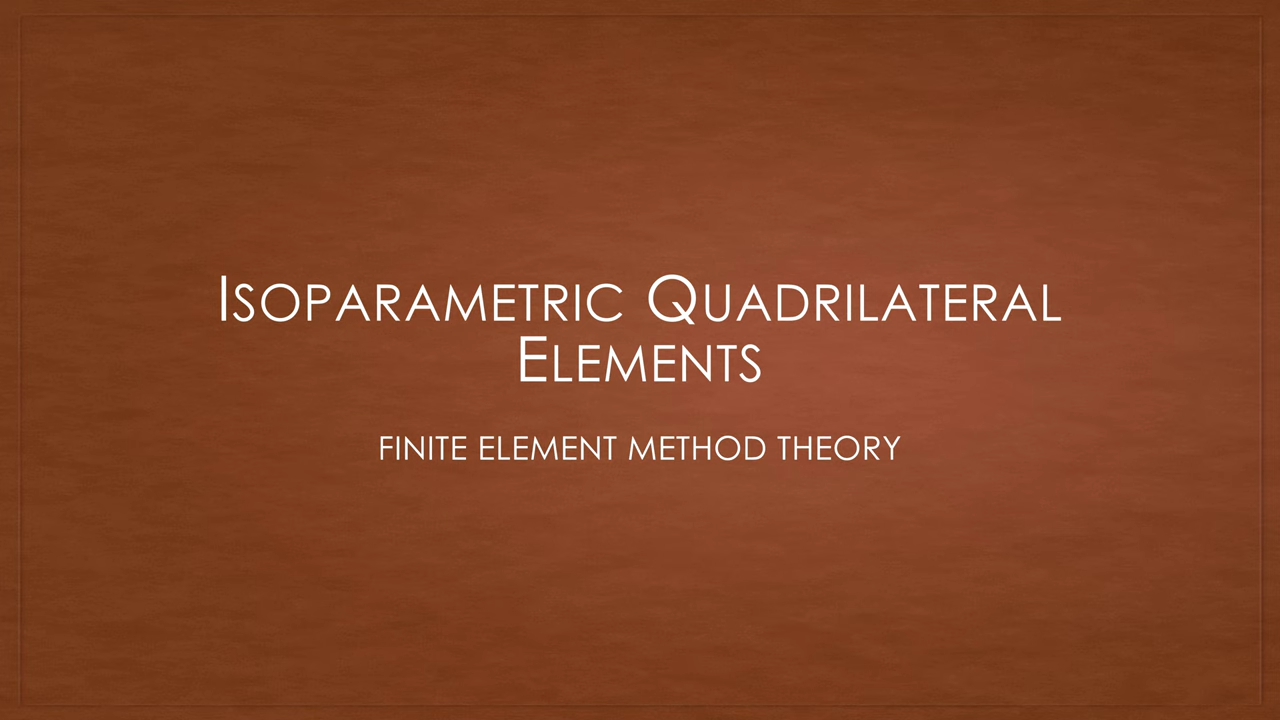 Isoparametric Quadrilateral
Elements
FINITE ELEMENT METHOD THEORY